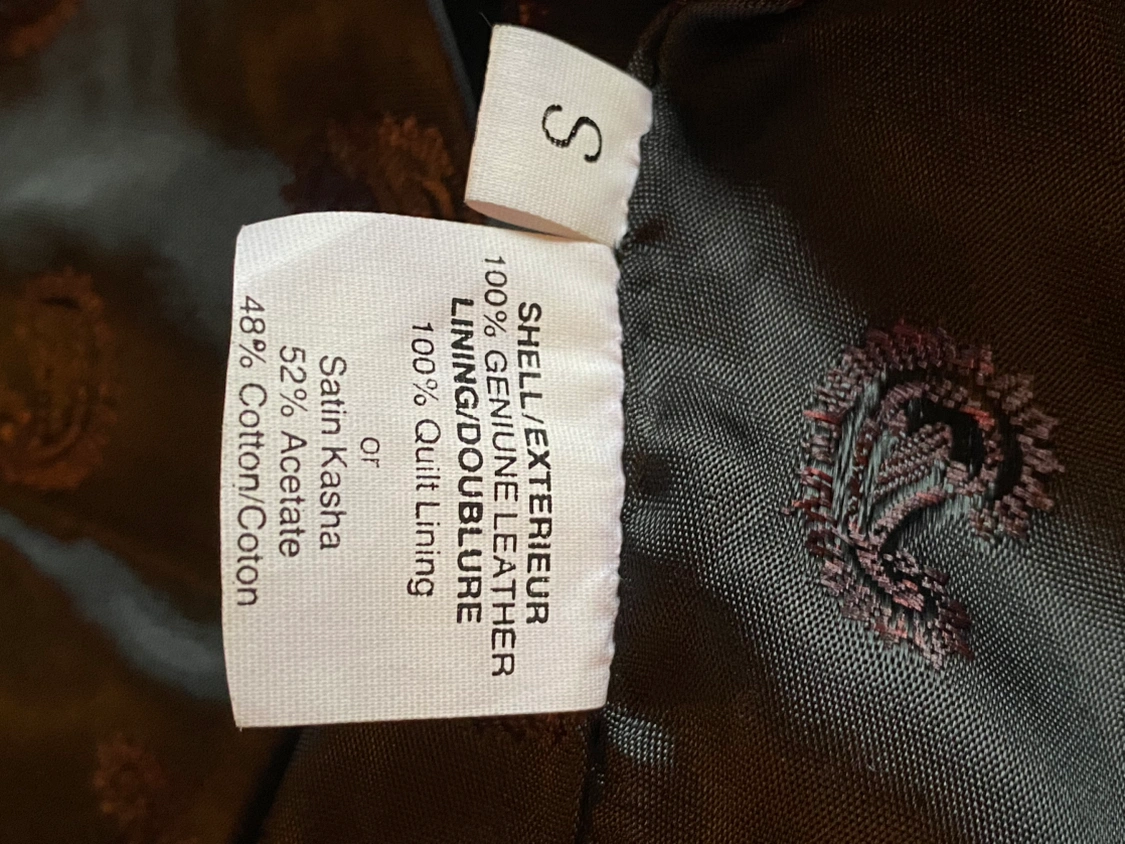 S
SHELL/EXTERIEUR
100% GENIUNE LEATHER
LINING/DOUBLURE
100% Quilt Lining
or
Satin Kasha
52% Acetate
48% Cotton/Coton